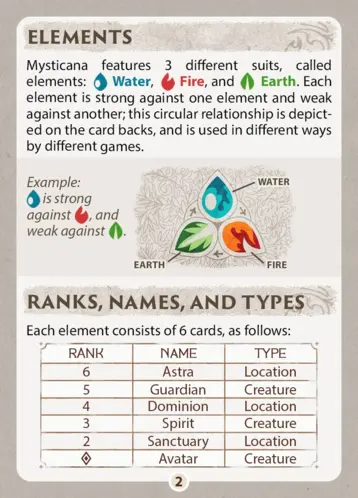 ELEMENTS
Mysticana features 3 different suits, called
elements: Water, Fire, and Earth. Each
element is strong against one element and weak
against another; this circular relationship is depict-
ed on the card backs, and is used in different ways
by different games.
Example:
is strong
against , and
weak against .
WATER
EARTH
FIRE
RANKS, NAMES, AND TYPES
Each element consists of 6 cards, as follows:
RANK NAME TYPE
6 Astra Location
5 Guardian Creature
4 Dominion Location
3 Spirit Creature
2 Sanctuary Location
Avatar Creature
2